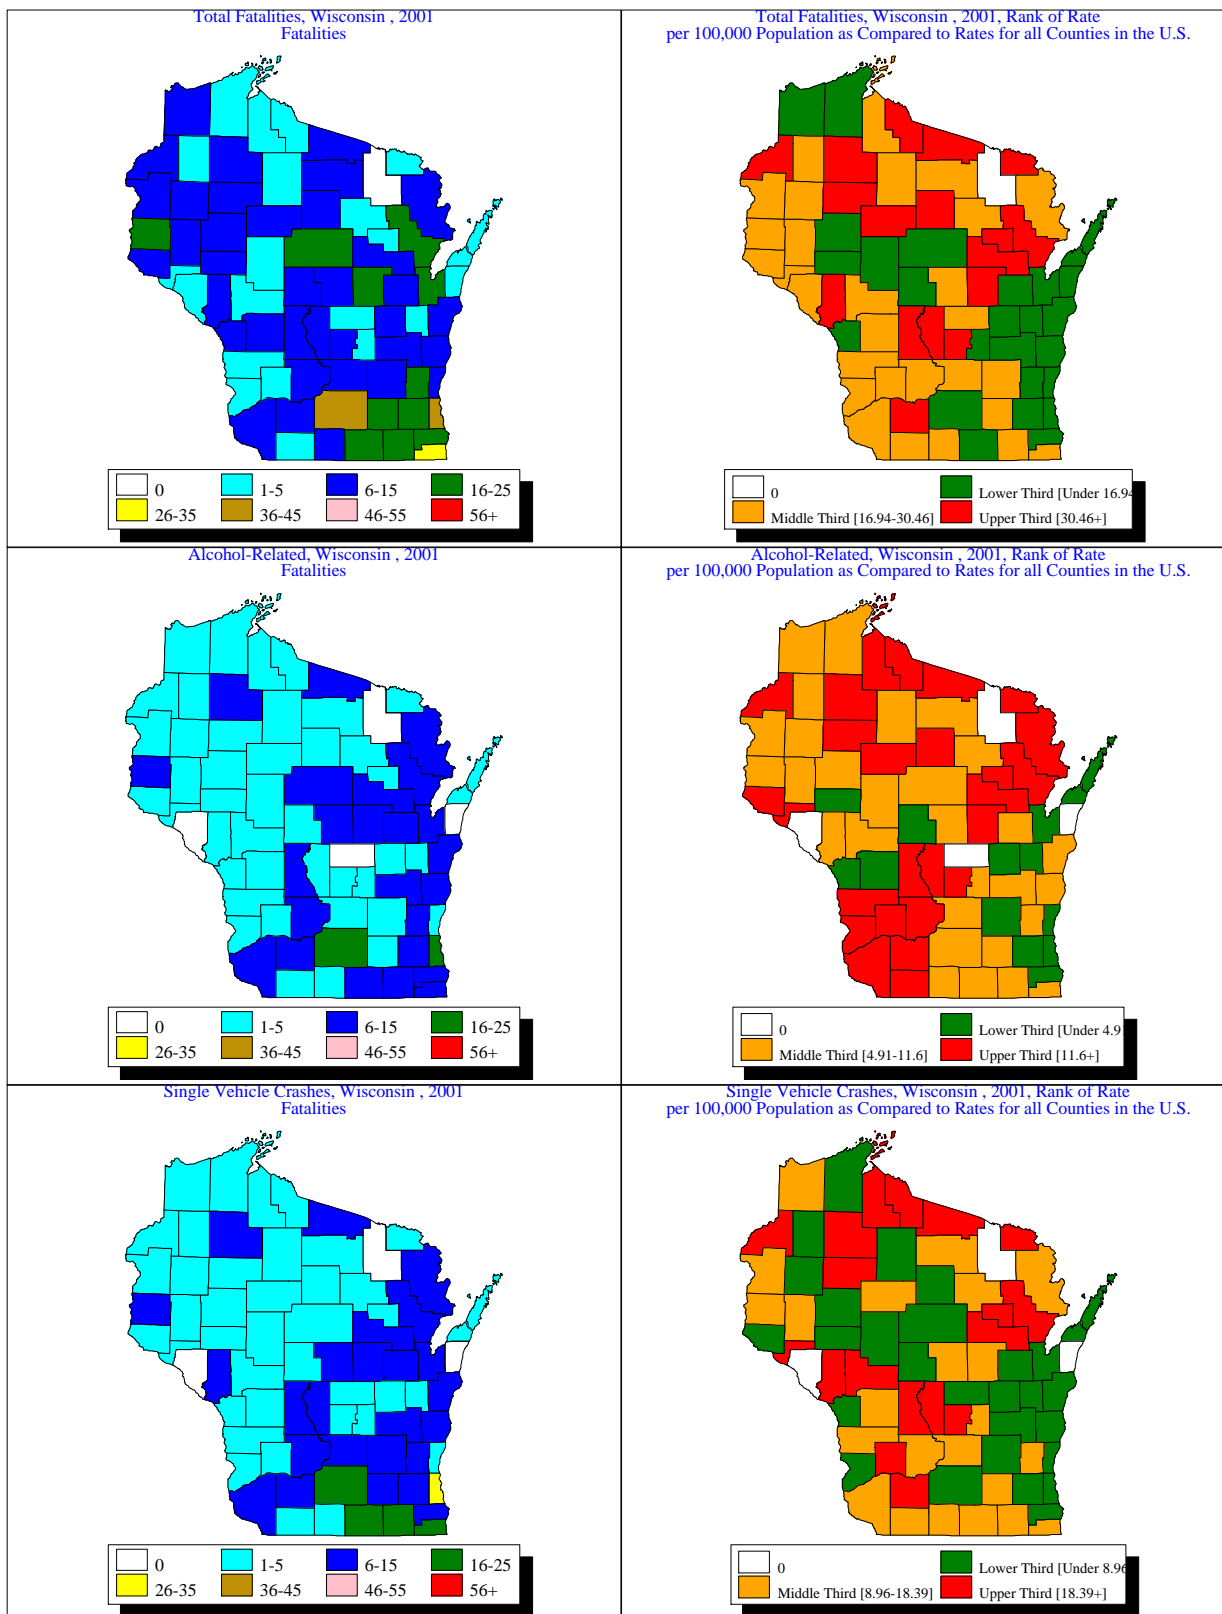 Total Fatalities, Wisconsin , 2001
Fatalities
0
1-5
6-15
16-25
26-35
36-45
46-55
56+
Total Fatalities, Wisconsin , 2001, Rank of Rate
per 100,000 Population as Compared to Rates for all Counties in the U.S.
0
Lower Third [Under 16.94
Middle Third [16.94-30.46]
Upper Third [30.46+]
Alcohol-Related, Wisconsin , 2001
Fatalities
0
1-5
6-15
16-25
26-35
36-45
46-55
56+
Alcohol-Related, Wisconsin , 2001, Rank of Rate
per 100,000 Population as Compared to Rates for all Counties in the U.S.
0
Lower Third [Under 4.91
Middle Third [4.91-11.6]
Upper Third [11.6+]
Single Vehicle Crashes, Wisconsin , 2001
Fatalities
0
1-5
6-15
16-25
26-35
36-45
46-55
56+
Single Vehicle Crashes, Wisconsin , 2001, Rank of Rate
per 100,000 Population as Compared to Rates for all Counties in the U.S.
0
Lower Third [Under 8.96
Middle Third [8.96-18.39]
Upper Third [18.39+]